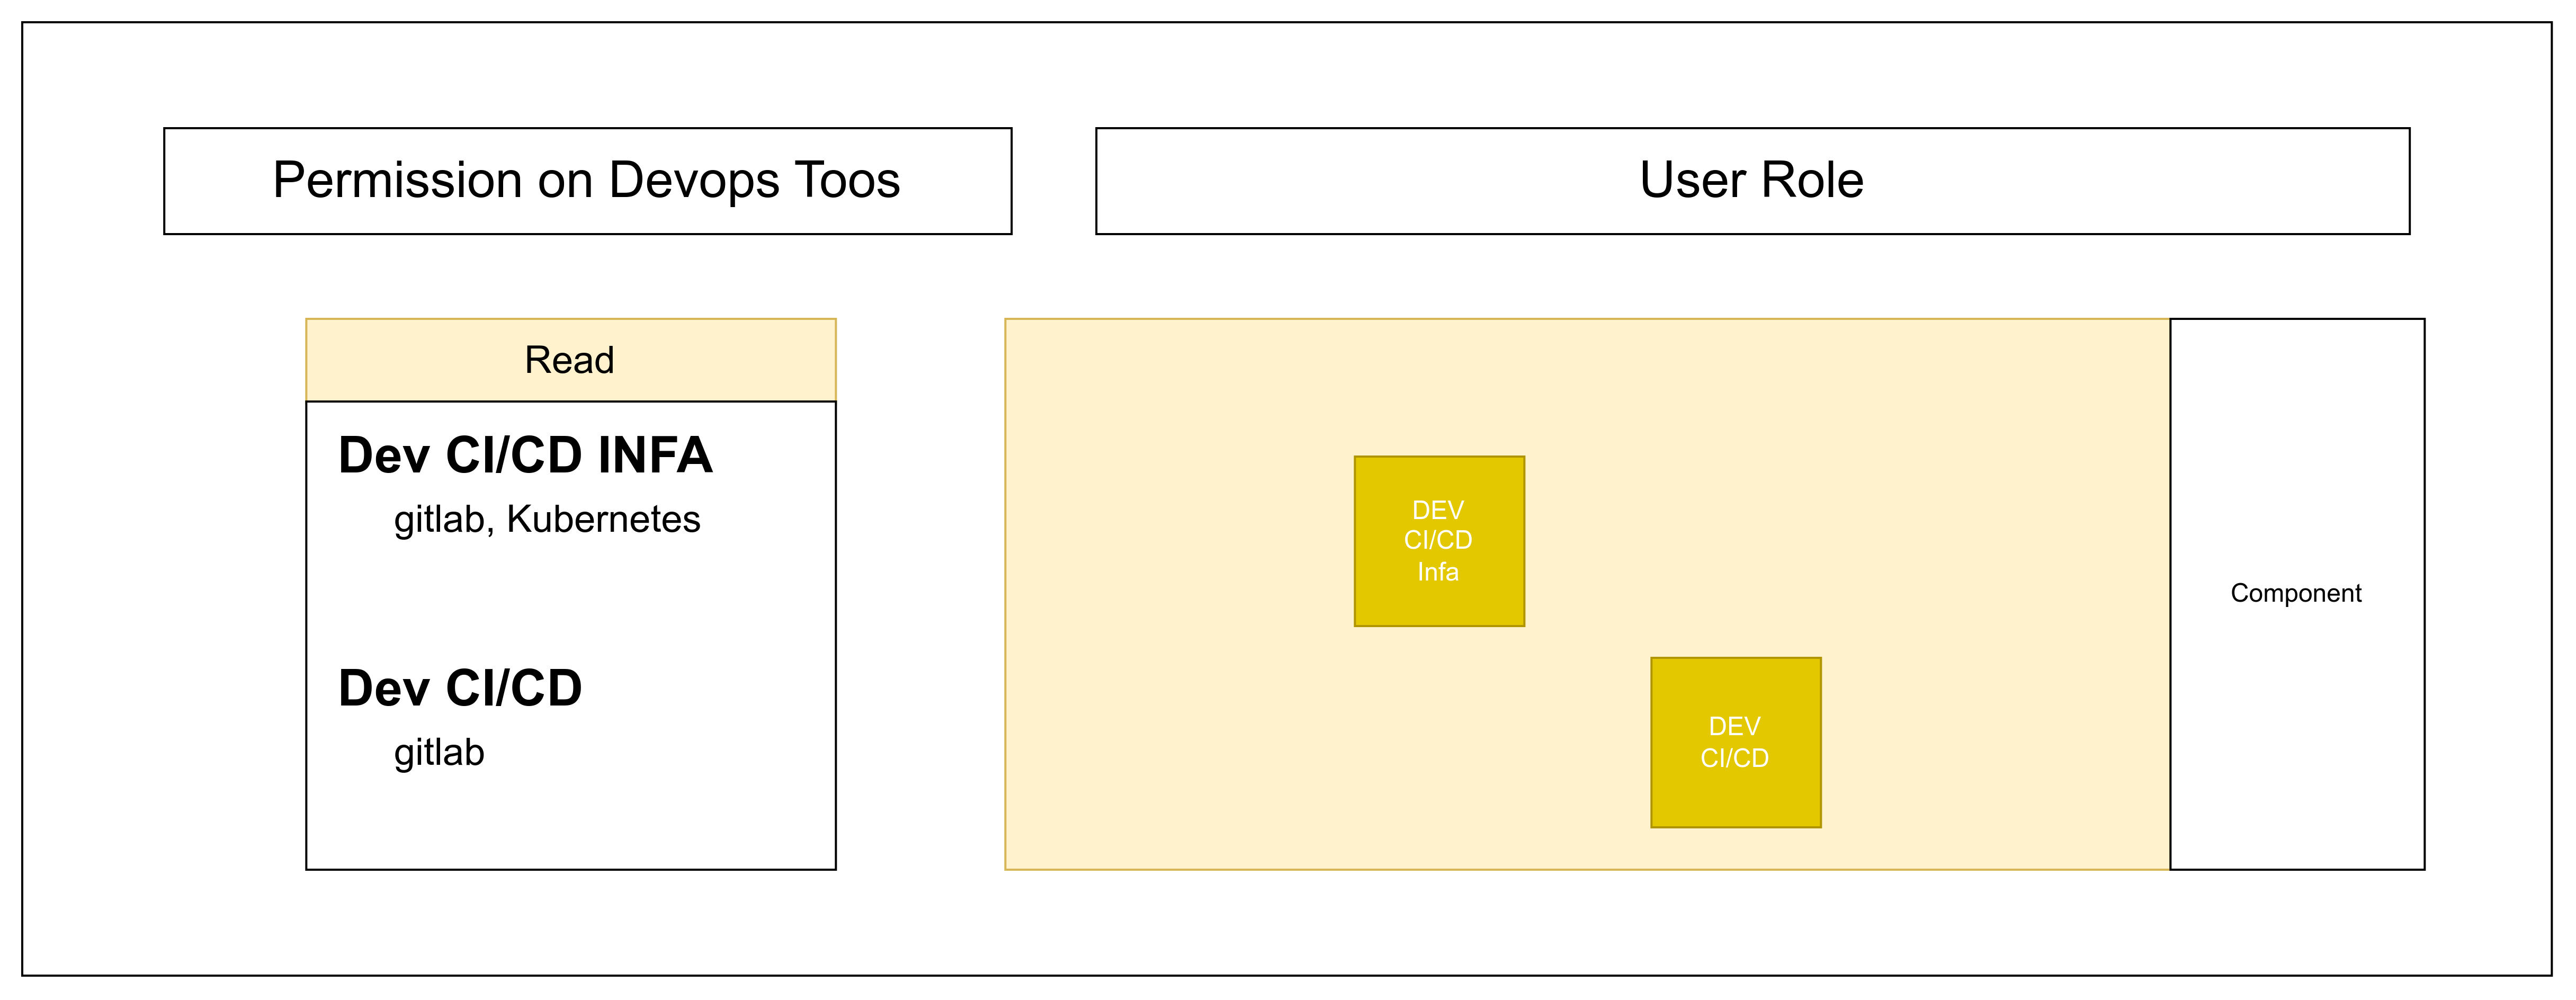 Permission on Devops Toos
User Role
Read
Dev CI/CD INFA
gitlab, Kubernetes
Dev CI/CD
gitlab
DEV
CI/CD
Infa
DEV
CI/CD
Component